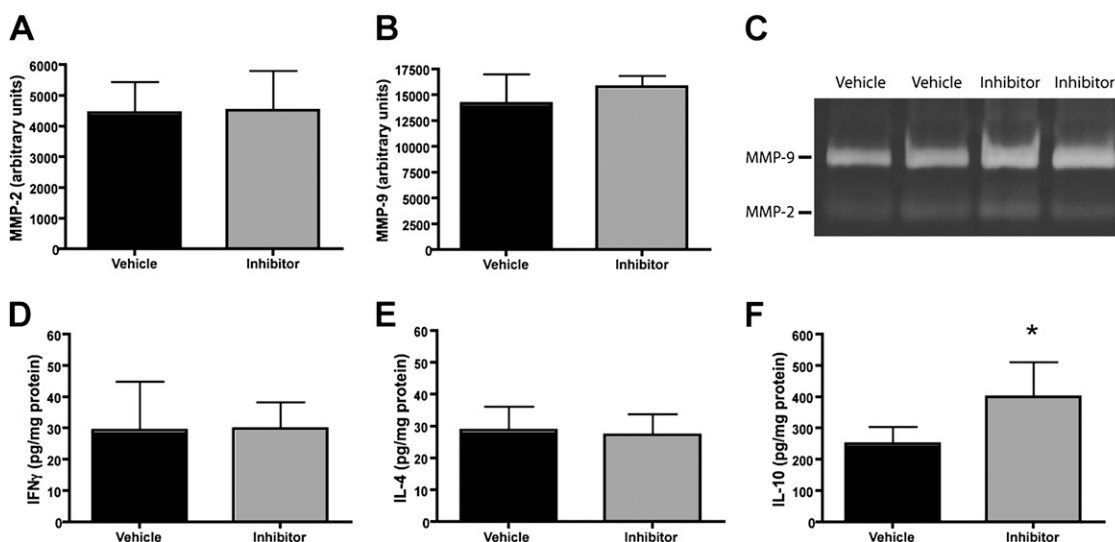 A
MMP-2 (arbitrary units)
6000
5000
4000
3000
2000
1000
0
Vehicle Inhibitor
B
MMP-9 (arbitrary units)
17500
15000
12500
10000
7500
5000
2500
0
Vehicle Inhibitor
C
Vehicle Vehicle Inhibitor Inhibitor
MMP-9
MMP-2
D
IFNγ (pg/mg protein)
60
50
40
30
20
10
0
Vehicle Inhibitor
E
IL-4 (pg/mg protein)
60
50
40
30
20
10
0
Vehicle Inhibitor
F
IL-10 (pg/mg protein)
600
500
400
300
200
100
0
*
Vehicle Inhibitor